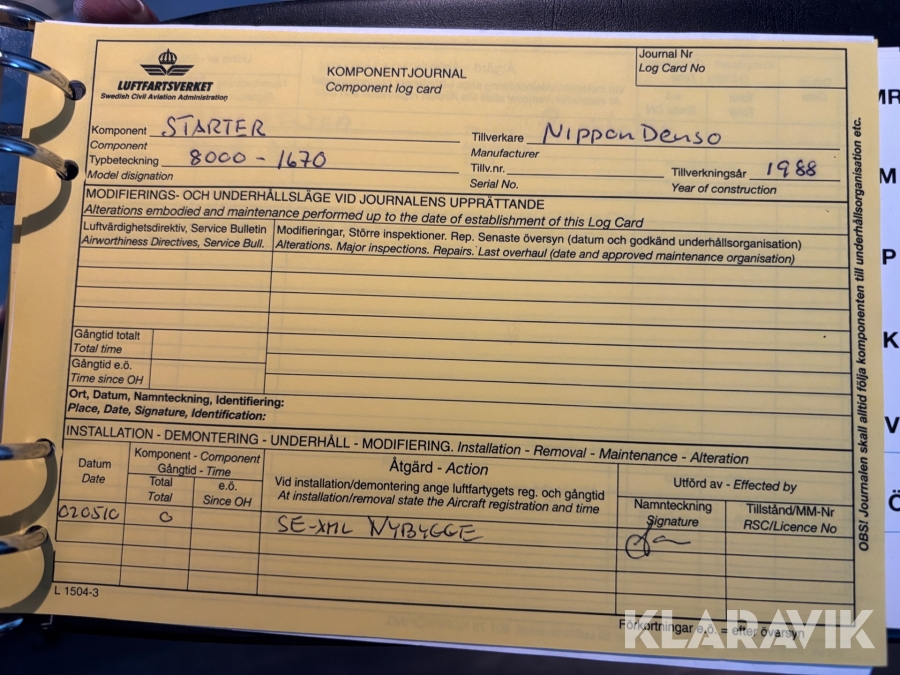 LUFTFARTSVERKET
Swedish Civil Aviation Administration
KOMPONENTJOURNAL
Component log card
Journal Nr
Log Card No
Komponent STARTER
Component
Tillverkare NIPPON DENSO
Manufacturer
Typbeteckning 8000 - 1670
Model disignation
Tillv.nr.
Serial No.
Tillverkningsår 1988
Year of construction
MODIFIERINGS- OCH UNDERHÅLLSLÄGE VID JOURNALENS UPPRÄTTANDE
Alterations embodied and maintenance performed up to the date of establishment of this Log Card
Luftvärdighetsdirektiv, Service Bulletin
Airworthiness Directives, Service Bull.
Modifieringar, Större inspektioner. Rep. Senaste översyn (datum och godkänd underhållsorganisation)
Alterations. Major inspections. Repairs. Last overhaul (date and approved maintenance organisation)
Gångtid totalt
Total time
Gångtid e.ö.
Time since OH
Ort, Datum, Namnteckning, Identifiering:
Place, Date, Signature, Identification:
INSTALLATION - DEMONTERING - UNDERHÅLL - MODIFIERING. Installation - Removal - Maintenance - Alteration
Datum
Date
Komponent - Component
Gångtid - Time
Total
Total
e.ö.
Since OH
Åtgärd - Action
Vid installation/demontering ange luftfartygets reg. och gångtid
At installation/removal state the Aircraft registration and time
Utförd av - Effected by
Namnteckning
Signature
Tillstånd/MM-Nr
RSC/Licence No
020510 0 SE-XML NYBYGGE
L 1504-3
Förkortningar e.ö. = efter översyn
OBS! Journalen skall alltid följa komponenten till underhållsorganisation etc.
MR
M
P
K
V
Ö
KLARAVIK